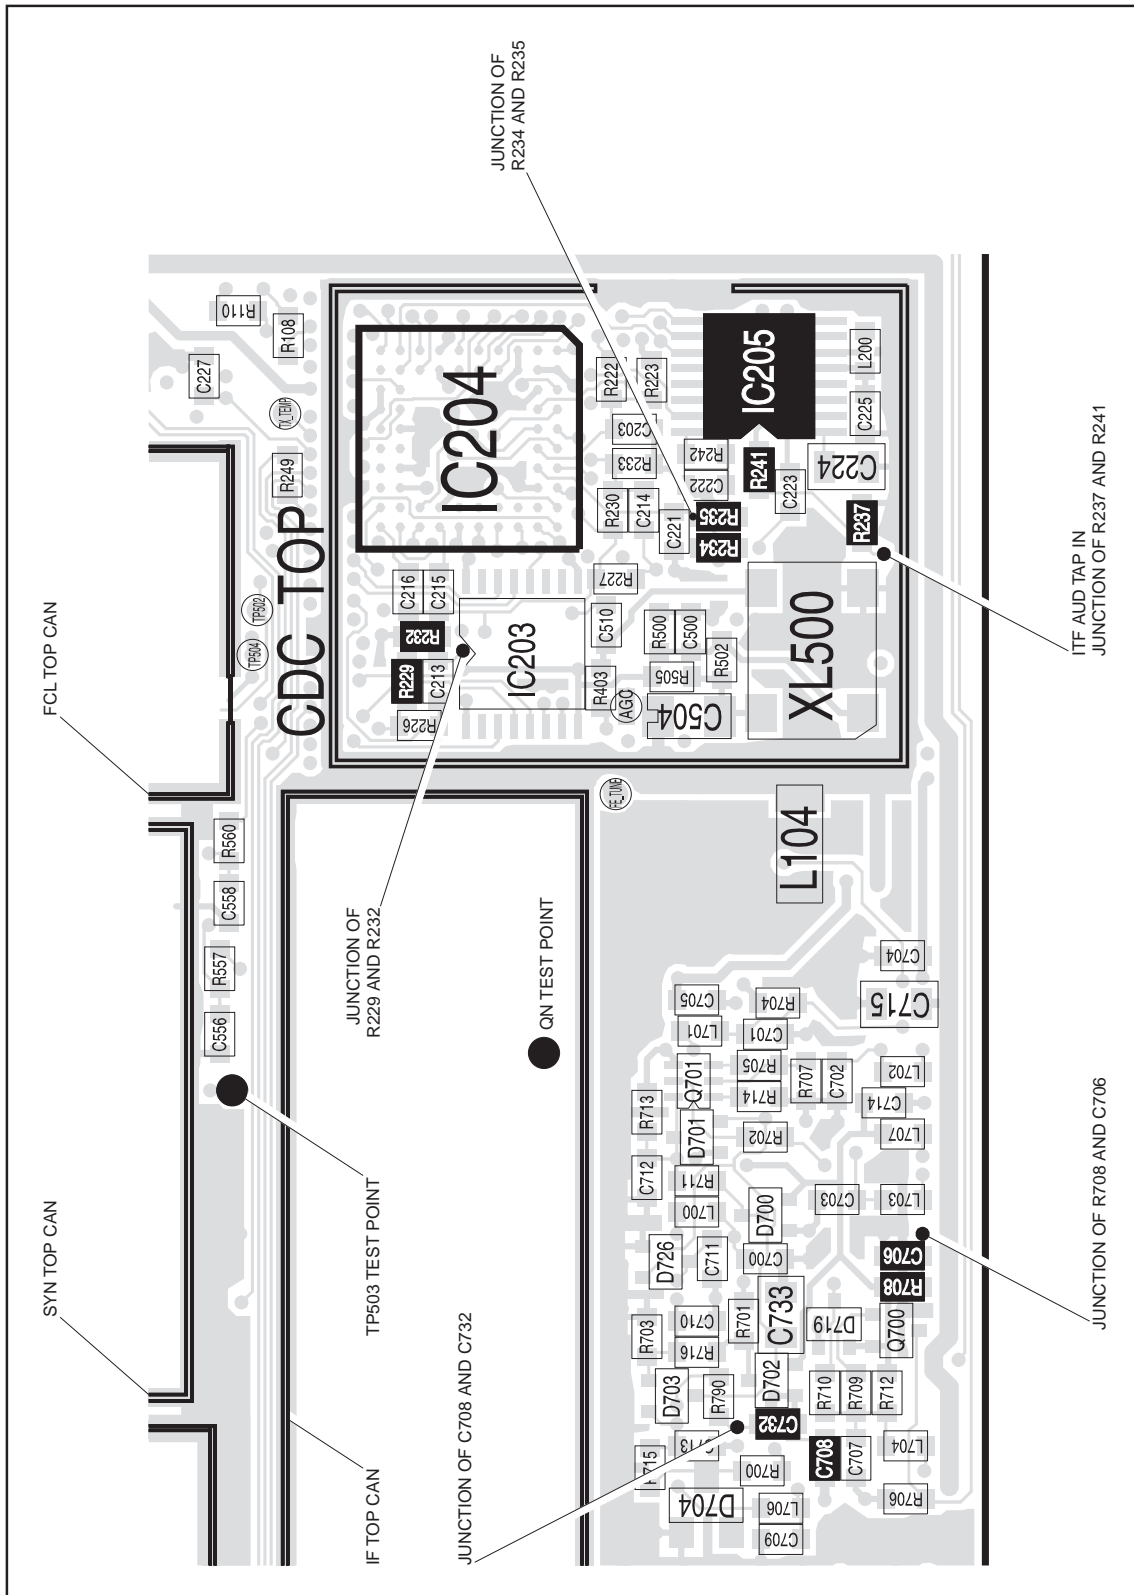 SYN TOP CAN
FCL TOP CAN
IF TOP CAN
TP503 TEST POINT
QN TEST POINT
JUNCTION OF
R229 AND R232
JUNCTION OF
R234 AND R235
JUNCTION OF C708 AND C732
JUNCTION OF R708 AND C706
ITF AUD TAP IN
JUNCTION OF R237 AND R241
CDC TOP
C556
R557
C558
R560
TP504
TP502
R249
TX_TEMP
C227
R108
R110
R226
R229
C213
R232
C216
C215
IC203
IC204
R403
AGC
C510
R227
R230
C214
C203
R233
R222
R223
R505
R500
C500
R502
C504
C221
R234
R235
C222
R242
R241
C223
IC205
C224
C225
L200
R237
XL500
FE_TUNE
L104
C704
C715
R704
C705
L701
C701
Q701
R705
R714
R707
C702
L702
C714
L707
R713
D701
R702
C712
R711
L700
D700
C703
L703
D726
C711
C700
C706
R708
R703
C710
R716
R701
C733
D719
Q700
D703
R790
D702
C732
R710
R709
R712
C713
R715
R700
C708
C707
L704
D704
L706
C709
R706